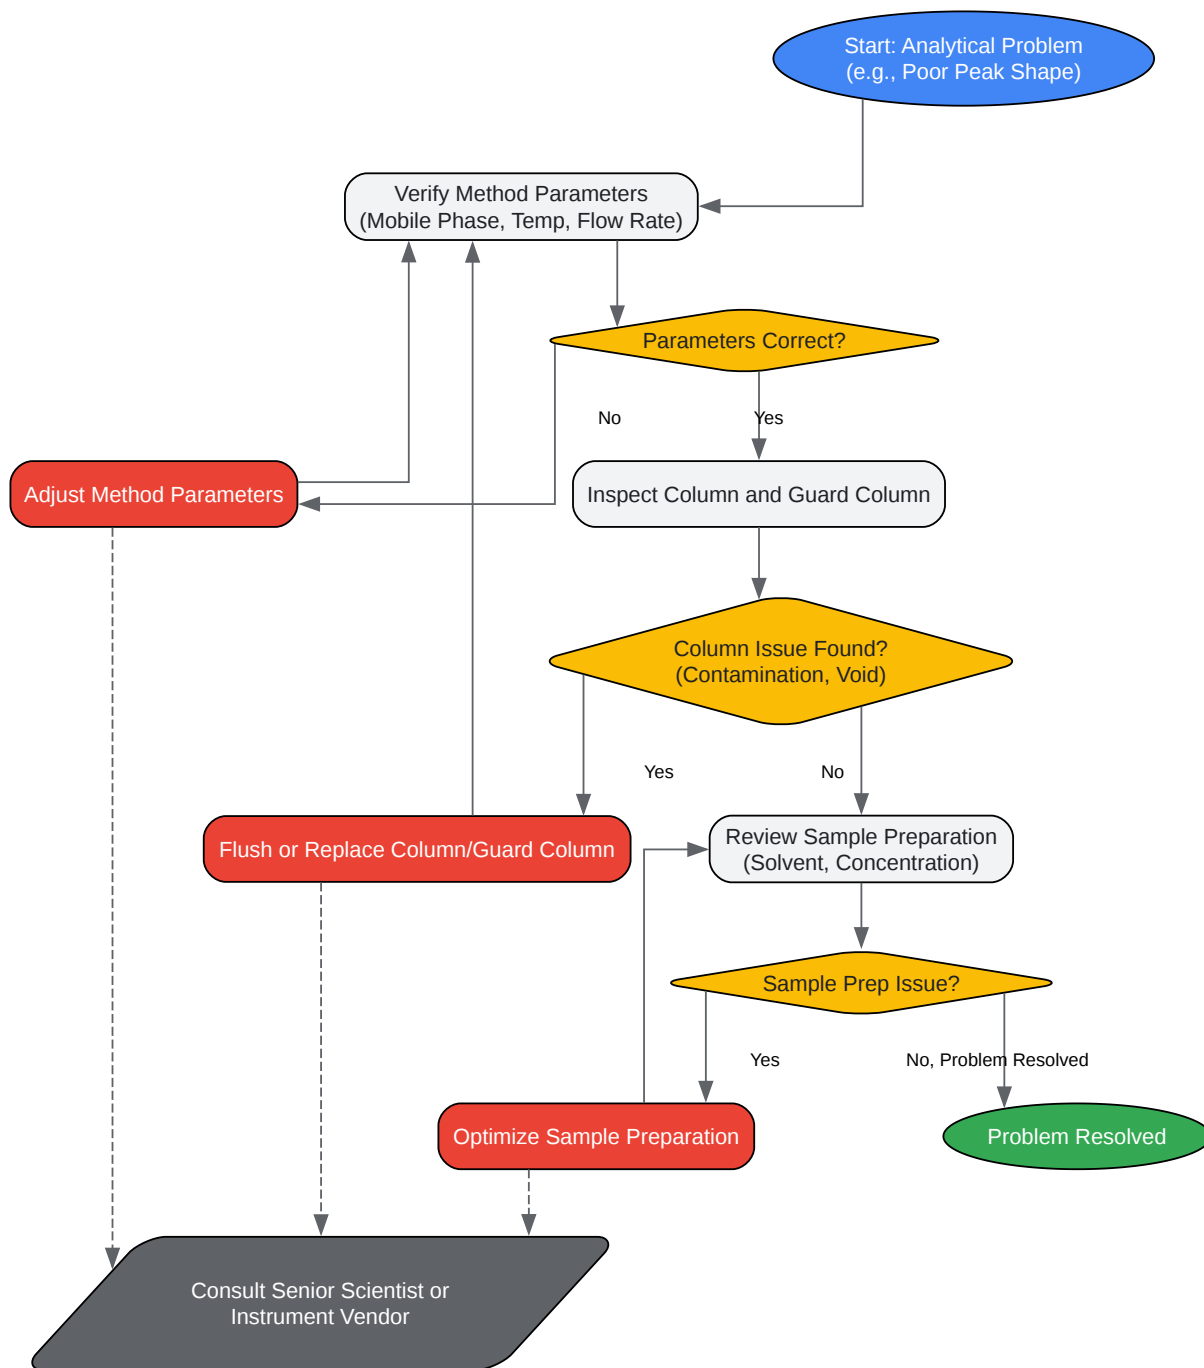 Start: Analytical Problem
(e.g., Poor Peak Shape)
Verify Method Parameters
(Mobile Phase, Temp, Flow Rate)
Parameters Correct?
No
Yes
Adjust Method Parameters
Inspect Column and Guard Column
Column Issue Found?
(Contamination, Void)
Yes
No
Flush or Replace Column/Guard Column
Review Sample Preparation
(Solvent, Concentration)
Sample Prep Issue?
Yes
No, Problem Resolved
Optimize Sample Preparation
Problem Resolved
Consult Senior Scientist or
Instrument Vendor